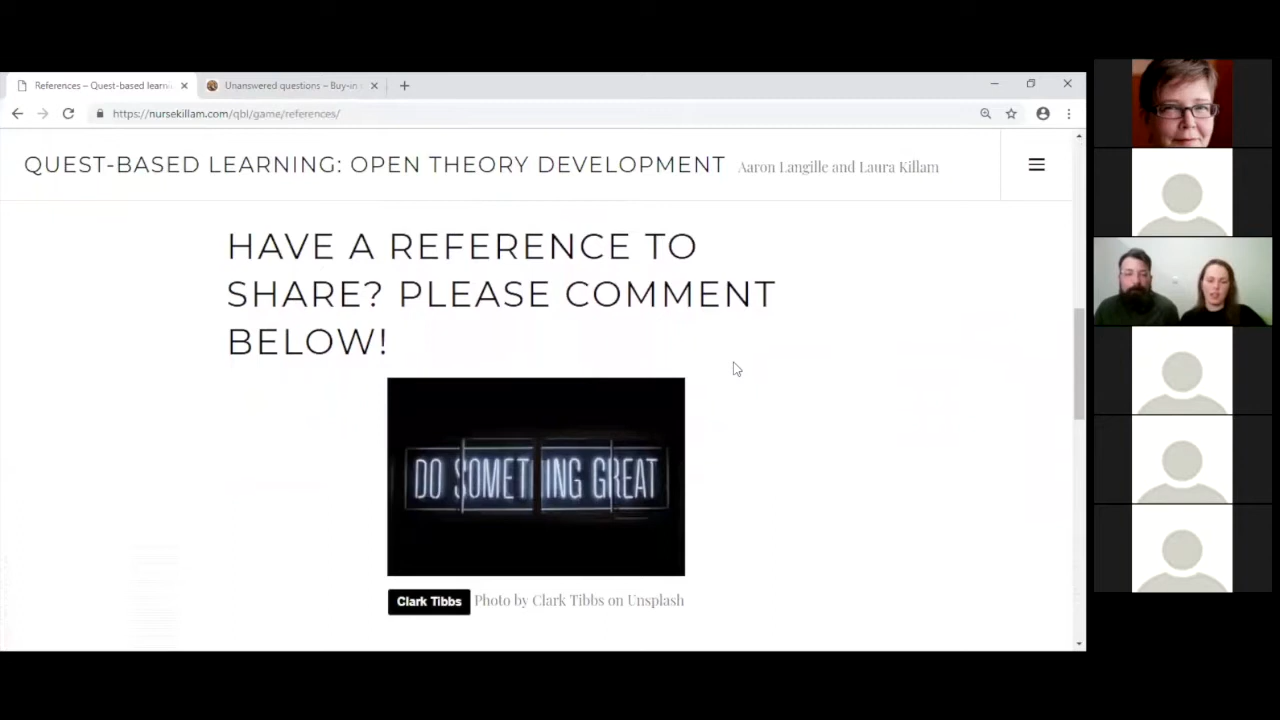 References – Quest-based learni
Unanswered questions – Buy-in
https://nursekillam.com/qbl/game/references/
QUEST-BASED LEARNING: OPEN THEORY DEVELOPMENT Aaron Langille and Laura Killam
HAVE A REFERENCE TO
SHARE? PLEASE COMMENT
BELOW!
DO SOMETHING GREAT
Clark Tibbs Photo by Clark Tibbs on Unsplash